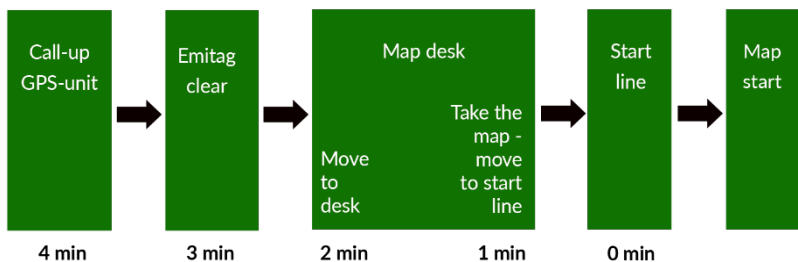 Call-up
GPS-unit
Emitag
clear
Map desk
Move
to
desk
Take the
map -
move
to start
line
Start
line
Map
start
4 min
3 min
2 min
1 min
0 min